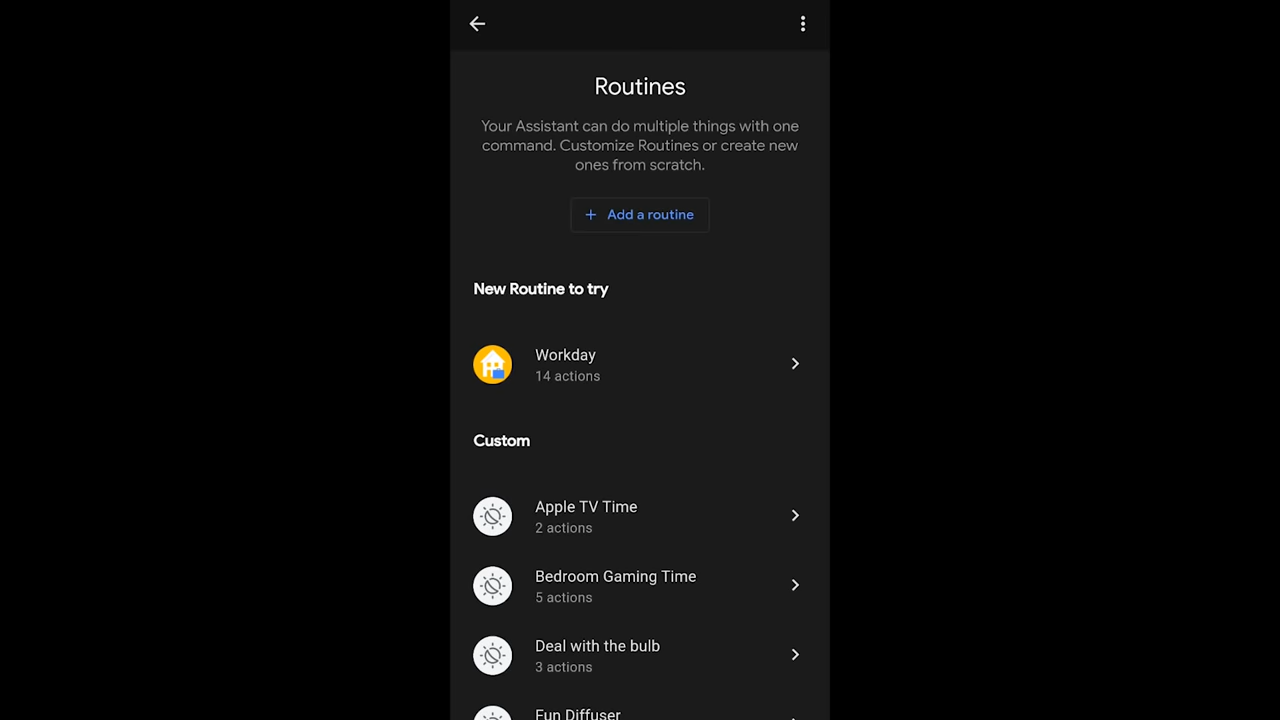 Routines
Your Assistant can do multiple things with one
command. Customize Routines or create new
ones from scratch.
+ Add a routine
New Routine to try
Workday
14 actions
Custom
Apple TV Time
2 actions
Bedroom Gaming Time
5 actions
Deal with the bulb
3 actions
Fun Diffuser